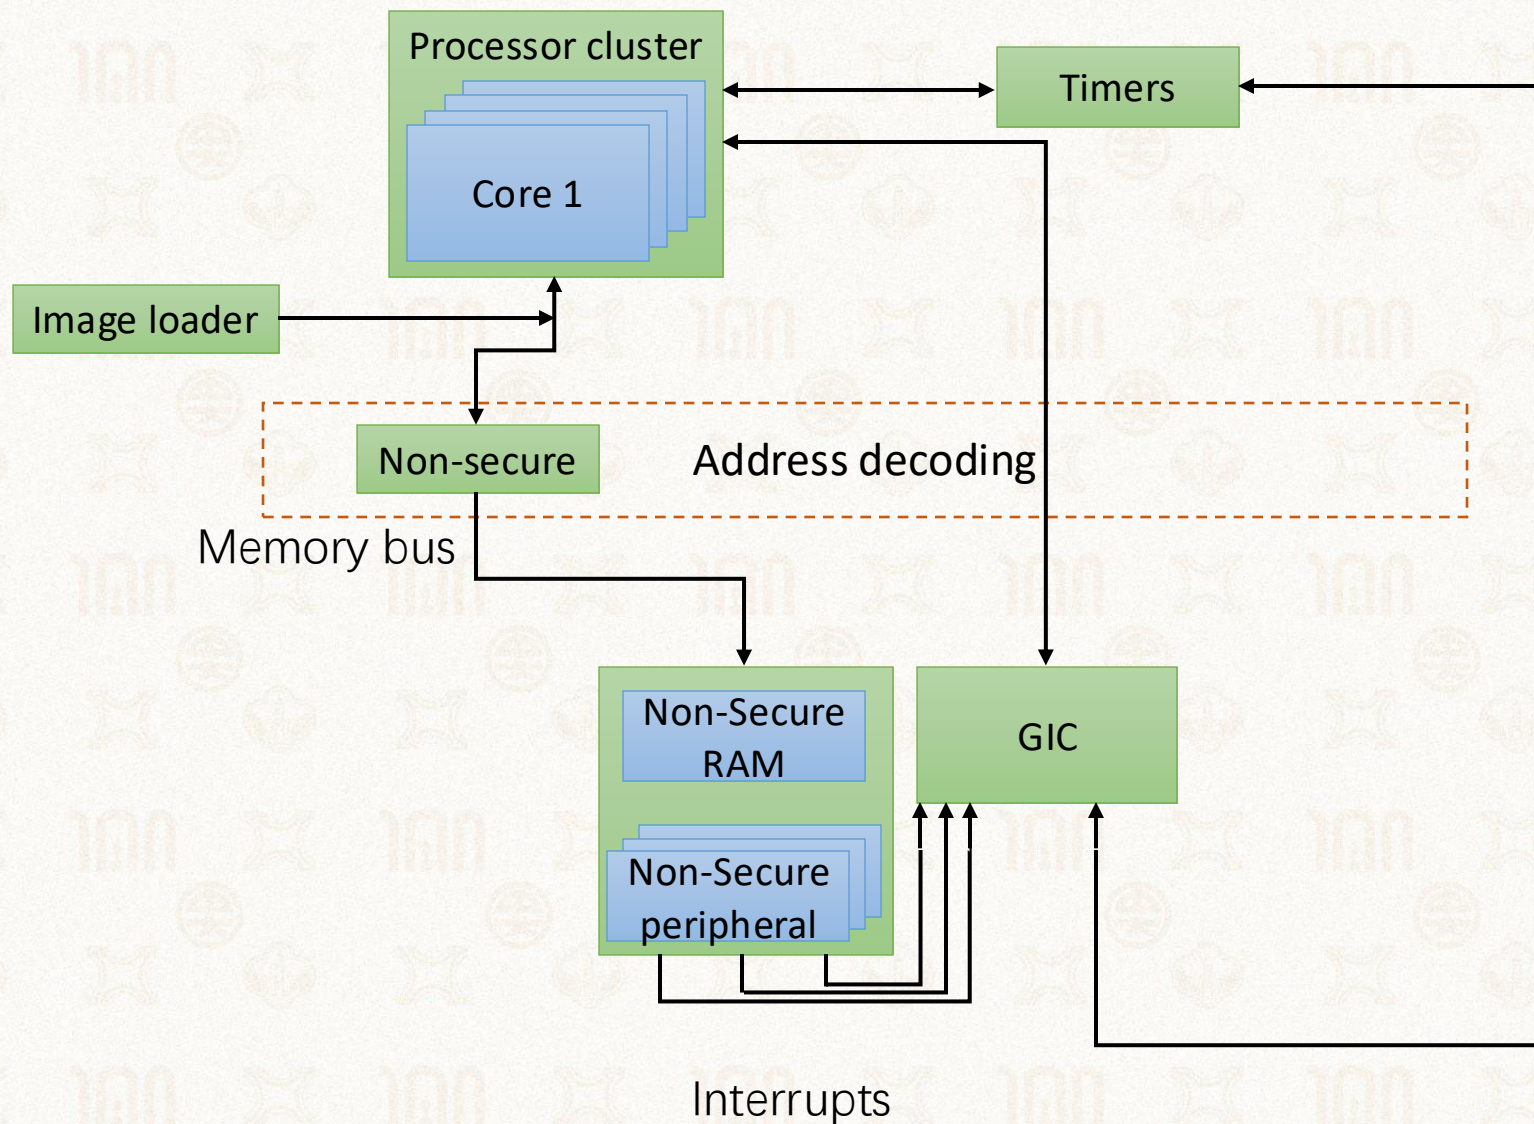 Processor cluster
Core 1
Timers
Image loader
Non-secure
Address decoding
Memory bus
Non-Secure
RAM
GIC
Non-Secure
peripheral
Interrupts